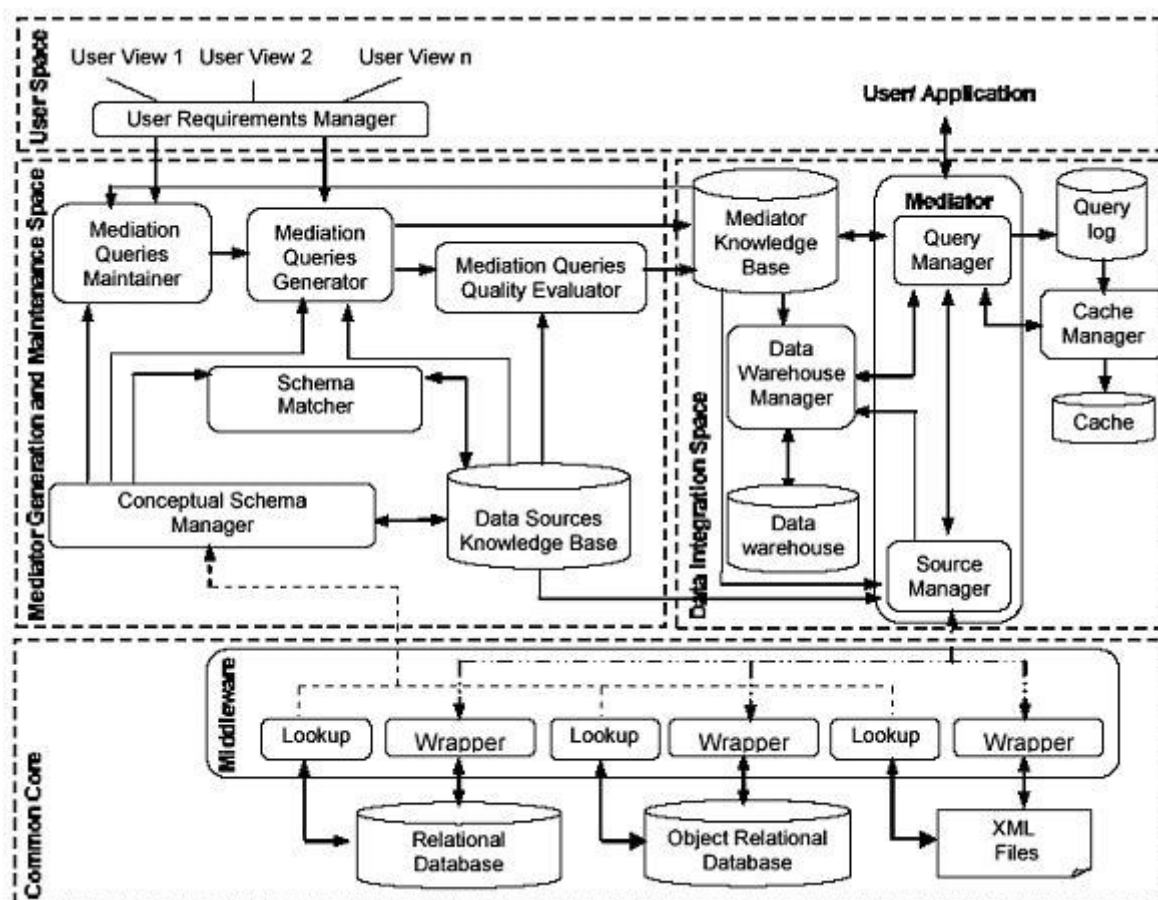 User Space
User View 1
User View 2
User View n
User Requirements Manager
User/ Application
Mediator Generation and Maintenance Space
Mediation
Queries
Maintainer
Mediation
Queries
Generator
Mediation Queries
Quality Evaluator
Schema
Matcher
Conceptual Schema
Manager
Data Sources
Knowledge Base
Data Integration Space
Mediator
Knowledge
Base
Mediator
Query
Manager
Query
log
Cache
Manager
Cache
Data
Warehouse
Manager
Data
warehouse
Source
Manager
Common Core
Middleware
Lookup
Wrapper
Lookup
Wrapper
Lookup
Wrapper
Relational
Database
Object Relational
Database
XML
Files